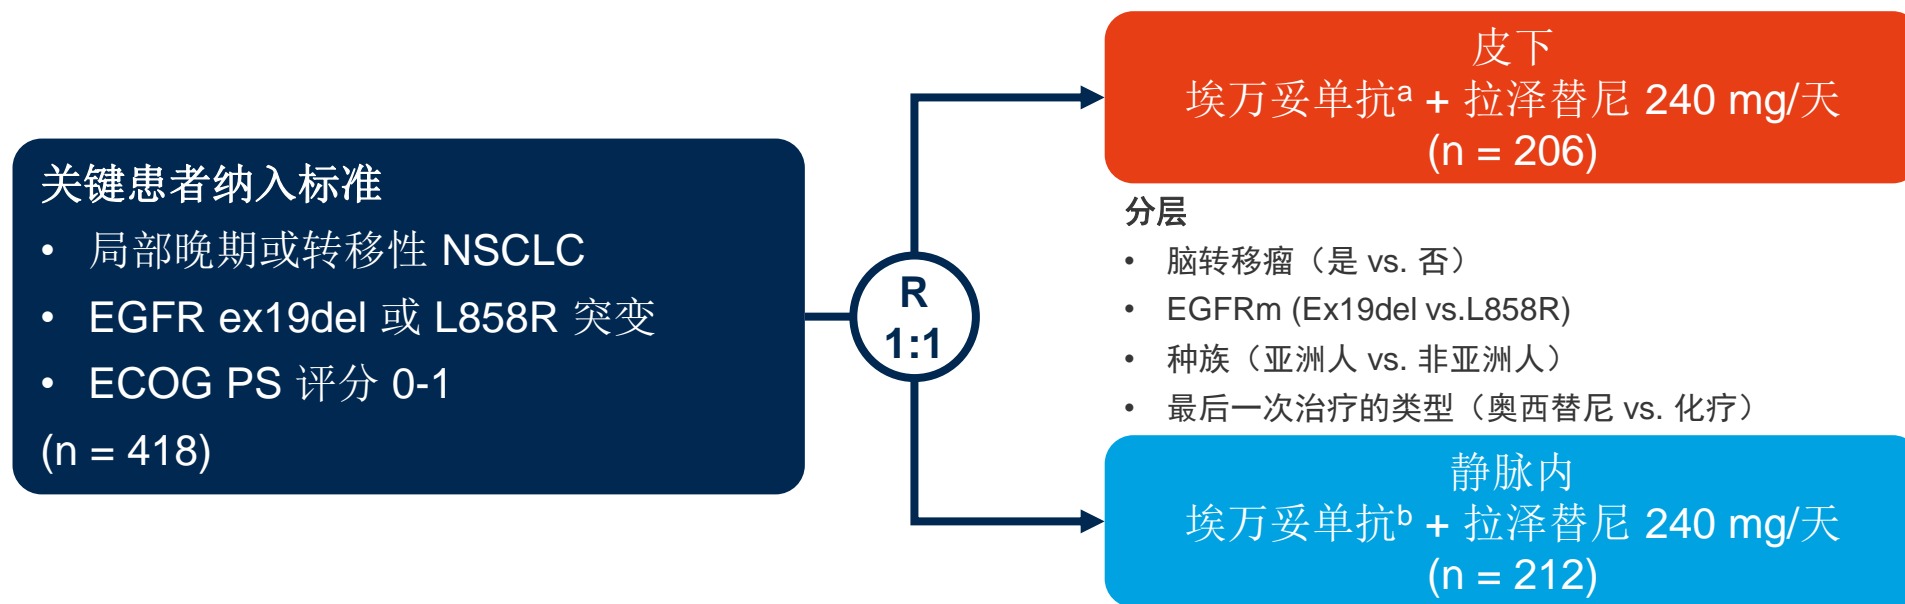 关键患者纳入标准
• 局部晚期或转移性 NSCLC
• EGFR ex19del 或 L858R 突变
• ECOG PS 评分 0-1
(n = 418)
R
1:1
皮下
埃万妥单抗ᵃ + 拉泽替尼 240 mg/天
(n = 206)
分层
• 脑转移瘤（是 vs. 否）
• EGFRm (Ex19del vs.L858R)
• 种族（亚洲人 vs. 非亚洲人）
• 最后一次治疗的类型（奥西替尼 vs. 化疗）
静脉内
埃万妥单抗ᵇ + 拉泽替尼 240 mg/天
(n = 212)